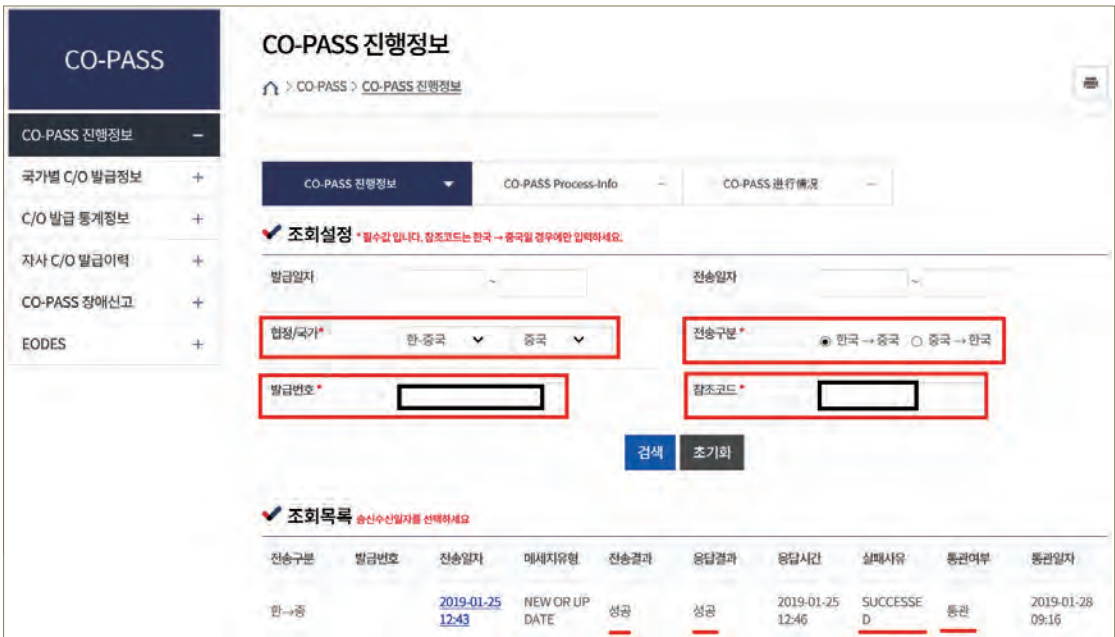 CO-PASS
CO-PASS 진행정보
국가별 C/O 발급정보
C/O 발급 통계정보
자사 C/O 발급이력
CO-PASS 장애신고
EODES
CO-PASS 진행정보
> CO-PASS > CO-PASS 진행정보
CO-PASS 진행정보 CO-PASS Process-Info CO-PASS 进行情况
조회설정 * 필수값 입니다. 참조코드는 한국 → 중국일 경우에만 입력하세요.
발급일자 ~ 전송일자 ~
협정/국가* 한-중국 중국 전송구분* 한국 → 중국 중국 → 한국
발급번호* 참조코드*
검색 초기화
조회목록 송신수신일자를 선택하세요
전송구분 발급번호 전송일자 메세지유형 전송결과 응답결과 응답시간 실패사유 통관여부 통관일자
한→중 2019-01-25 NEW OR UP 성공 성공 2019-01-25 SUCCESSE 통관 2019-01-28
12:43 DATE 12:46 D 09:16